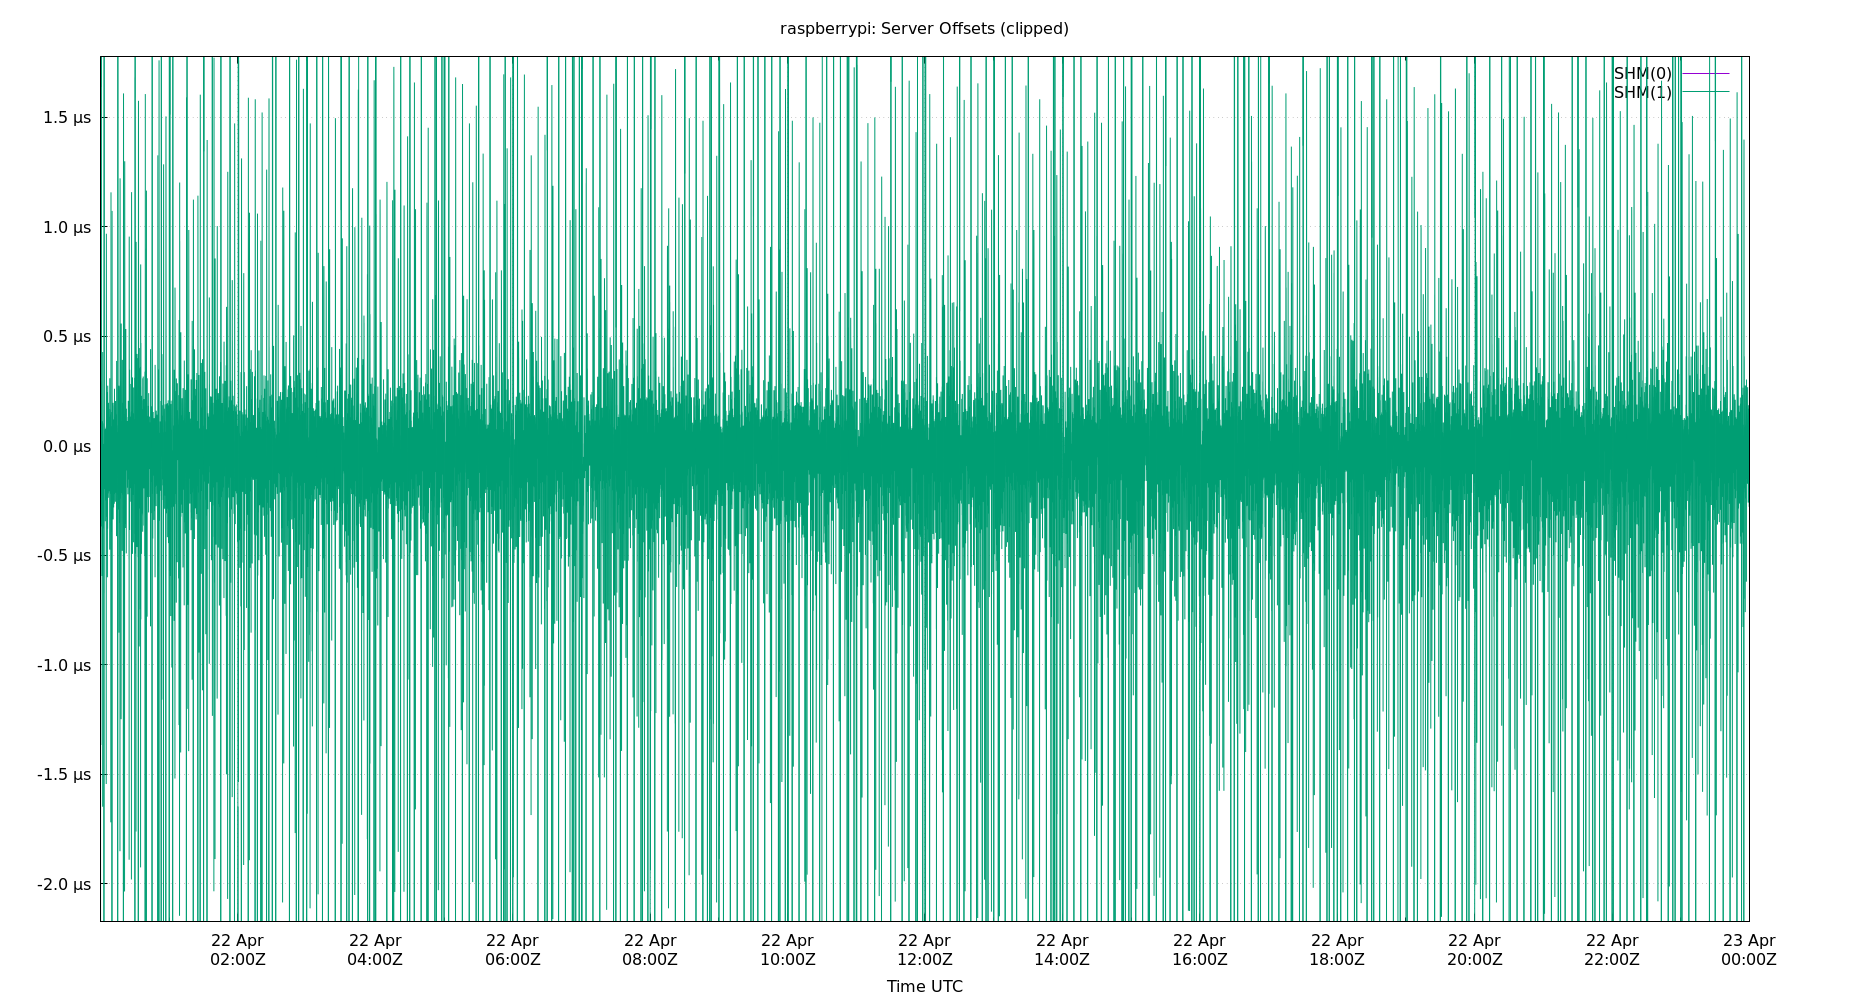 raspberrypi: Server Offsets (clipped)
SHM(0)
SHM(1)
1.5 µs
1.0 µs
0.5 µs
0.0 µs
-0.5 µs
-1.0 µs
-1.5 µs
-2.0 µs
22 Apr 22 Apr 22 Apr 22 Apr 22 Apr 22 Apr 22 Apr 22 Apr 22 Apr 22 Apr 22 Apr 23 Apr
02:00Z 04:00Z 06:00Z 08:00Z 10:00Z 12:00Z 14:00Z 16:00Z 18:00Z 20:00Z 22:00Z 00:00Z
Time UTC